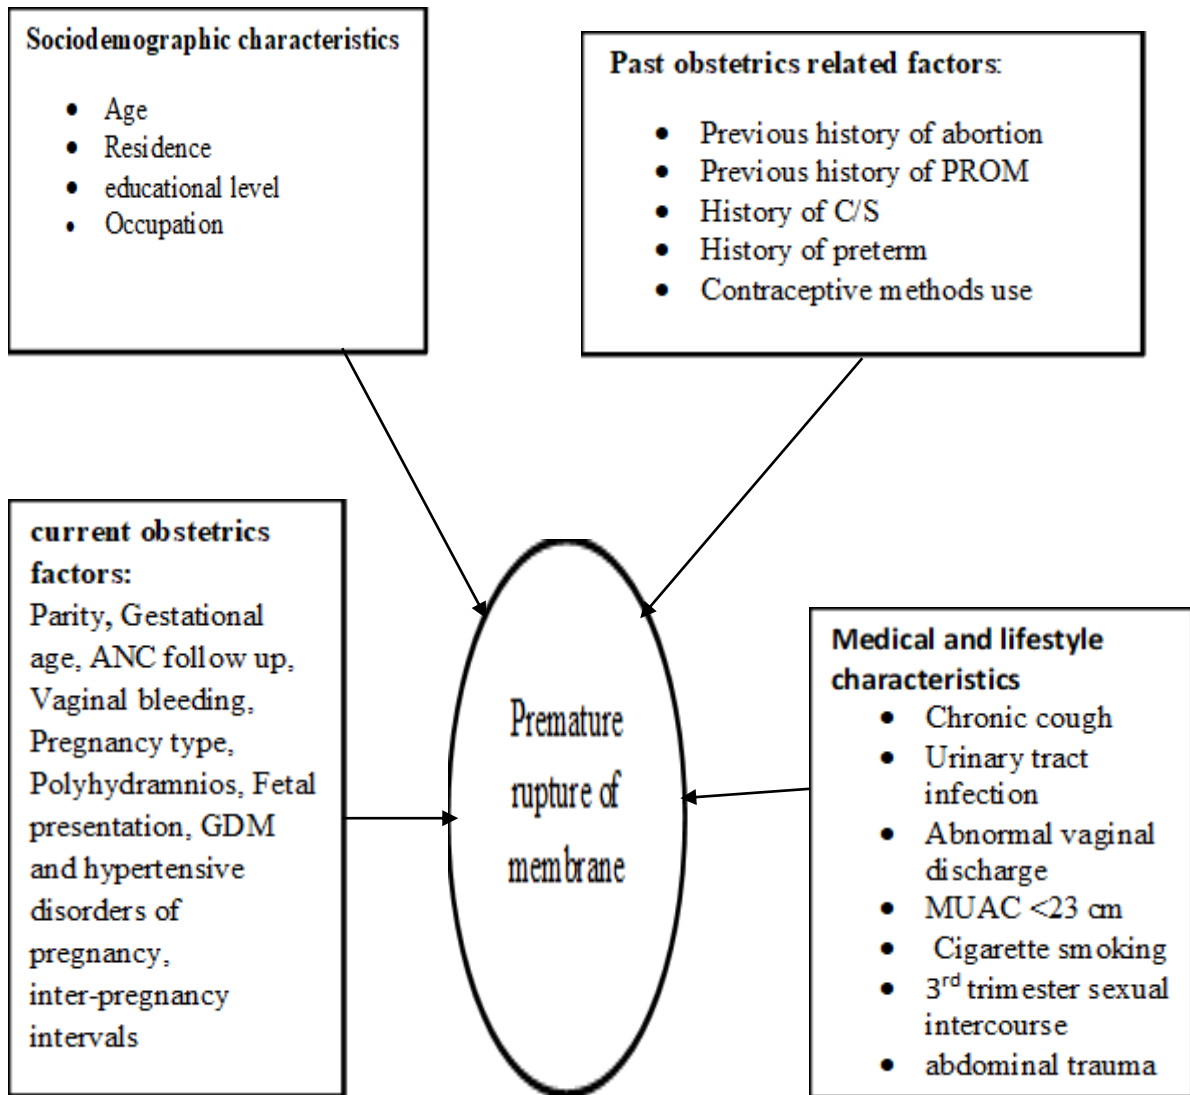 Sociodemographic characteristics
• Age
• Residence
• educational level
• Occupation
Past obstetrics related factors:
• Previous history of abortion
• Previous history of PROM
• History of C/S
• History of preterm
• Contraceptive methods use
current obstetrics
factors:
Parity, Gestational
age, ANC follow up,
Vaginal bleeding,
Pregnancy type,
Polyhydramnios, Fetal
presentation, GDM
and hypertensive
disorders of
pregnancy,
inter-pregnancy
intervals
Premature
rupture of
membrane
Medical and lifestyle
characteristics
• Chronic cough
• Urinary tract
infection
• Abnormal vaginal
discharge
• MUAC <23 cm
• Cigarette smoking
• 3rd trimester sexual
intercourse
• abdominal trauma